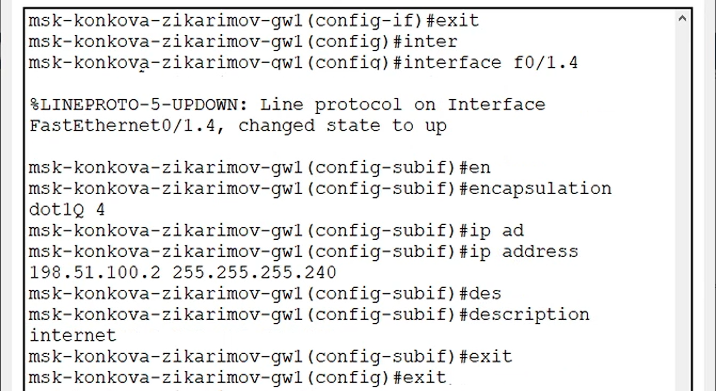 msk-konkova-zikarimov-gw1(config-if)#exit
msk-konkova-zikarimov-gw1(config)#inter
msk-konkova-zikarimov-gw1(config)#interface f0/1.4
%LINEPROTO-5-UPDOWN: Line protocol on Interface
FastEthernet0/1.4, changed state to up
msk-konkova-zikarimov-gw1(config-subif)#en
msk-konkova-zikarimov-gw1(config-subif)#encapsulation
dot1Q 4
msk-konkova-zikarimov-gw1(config-subif)#ip ad
msk-konkova-zikarimov-gw1(config-subif)#ip address
198.51.100.2 255.255.255.240
msk-konkova-zikarimov-gw1(config-subif)#des
msk-konkova-zikarimov-gw1(config-subif)#description
internet
msk-konkova-zikarimov-gw1(config-subif)#exit
msk-konkova-zikarimov-gw1(config)#exit